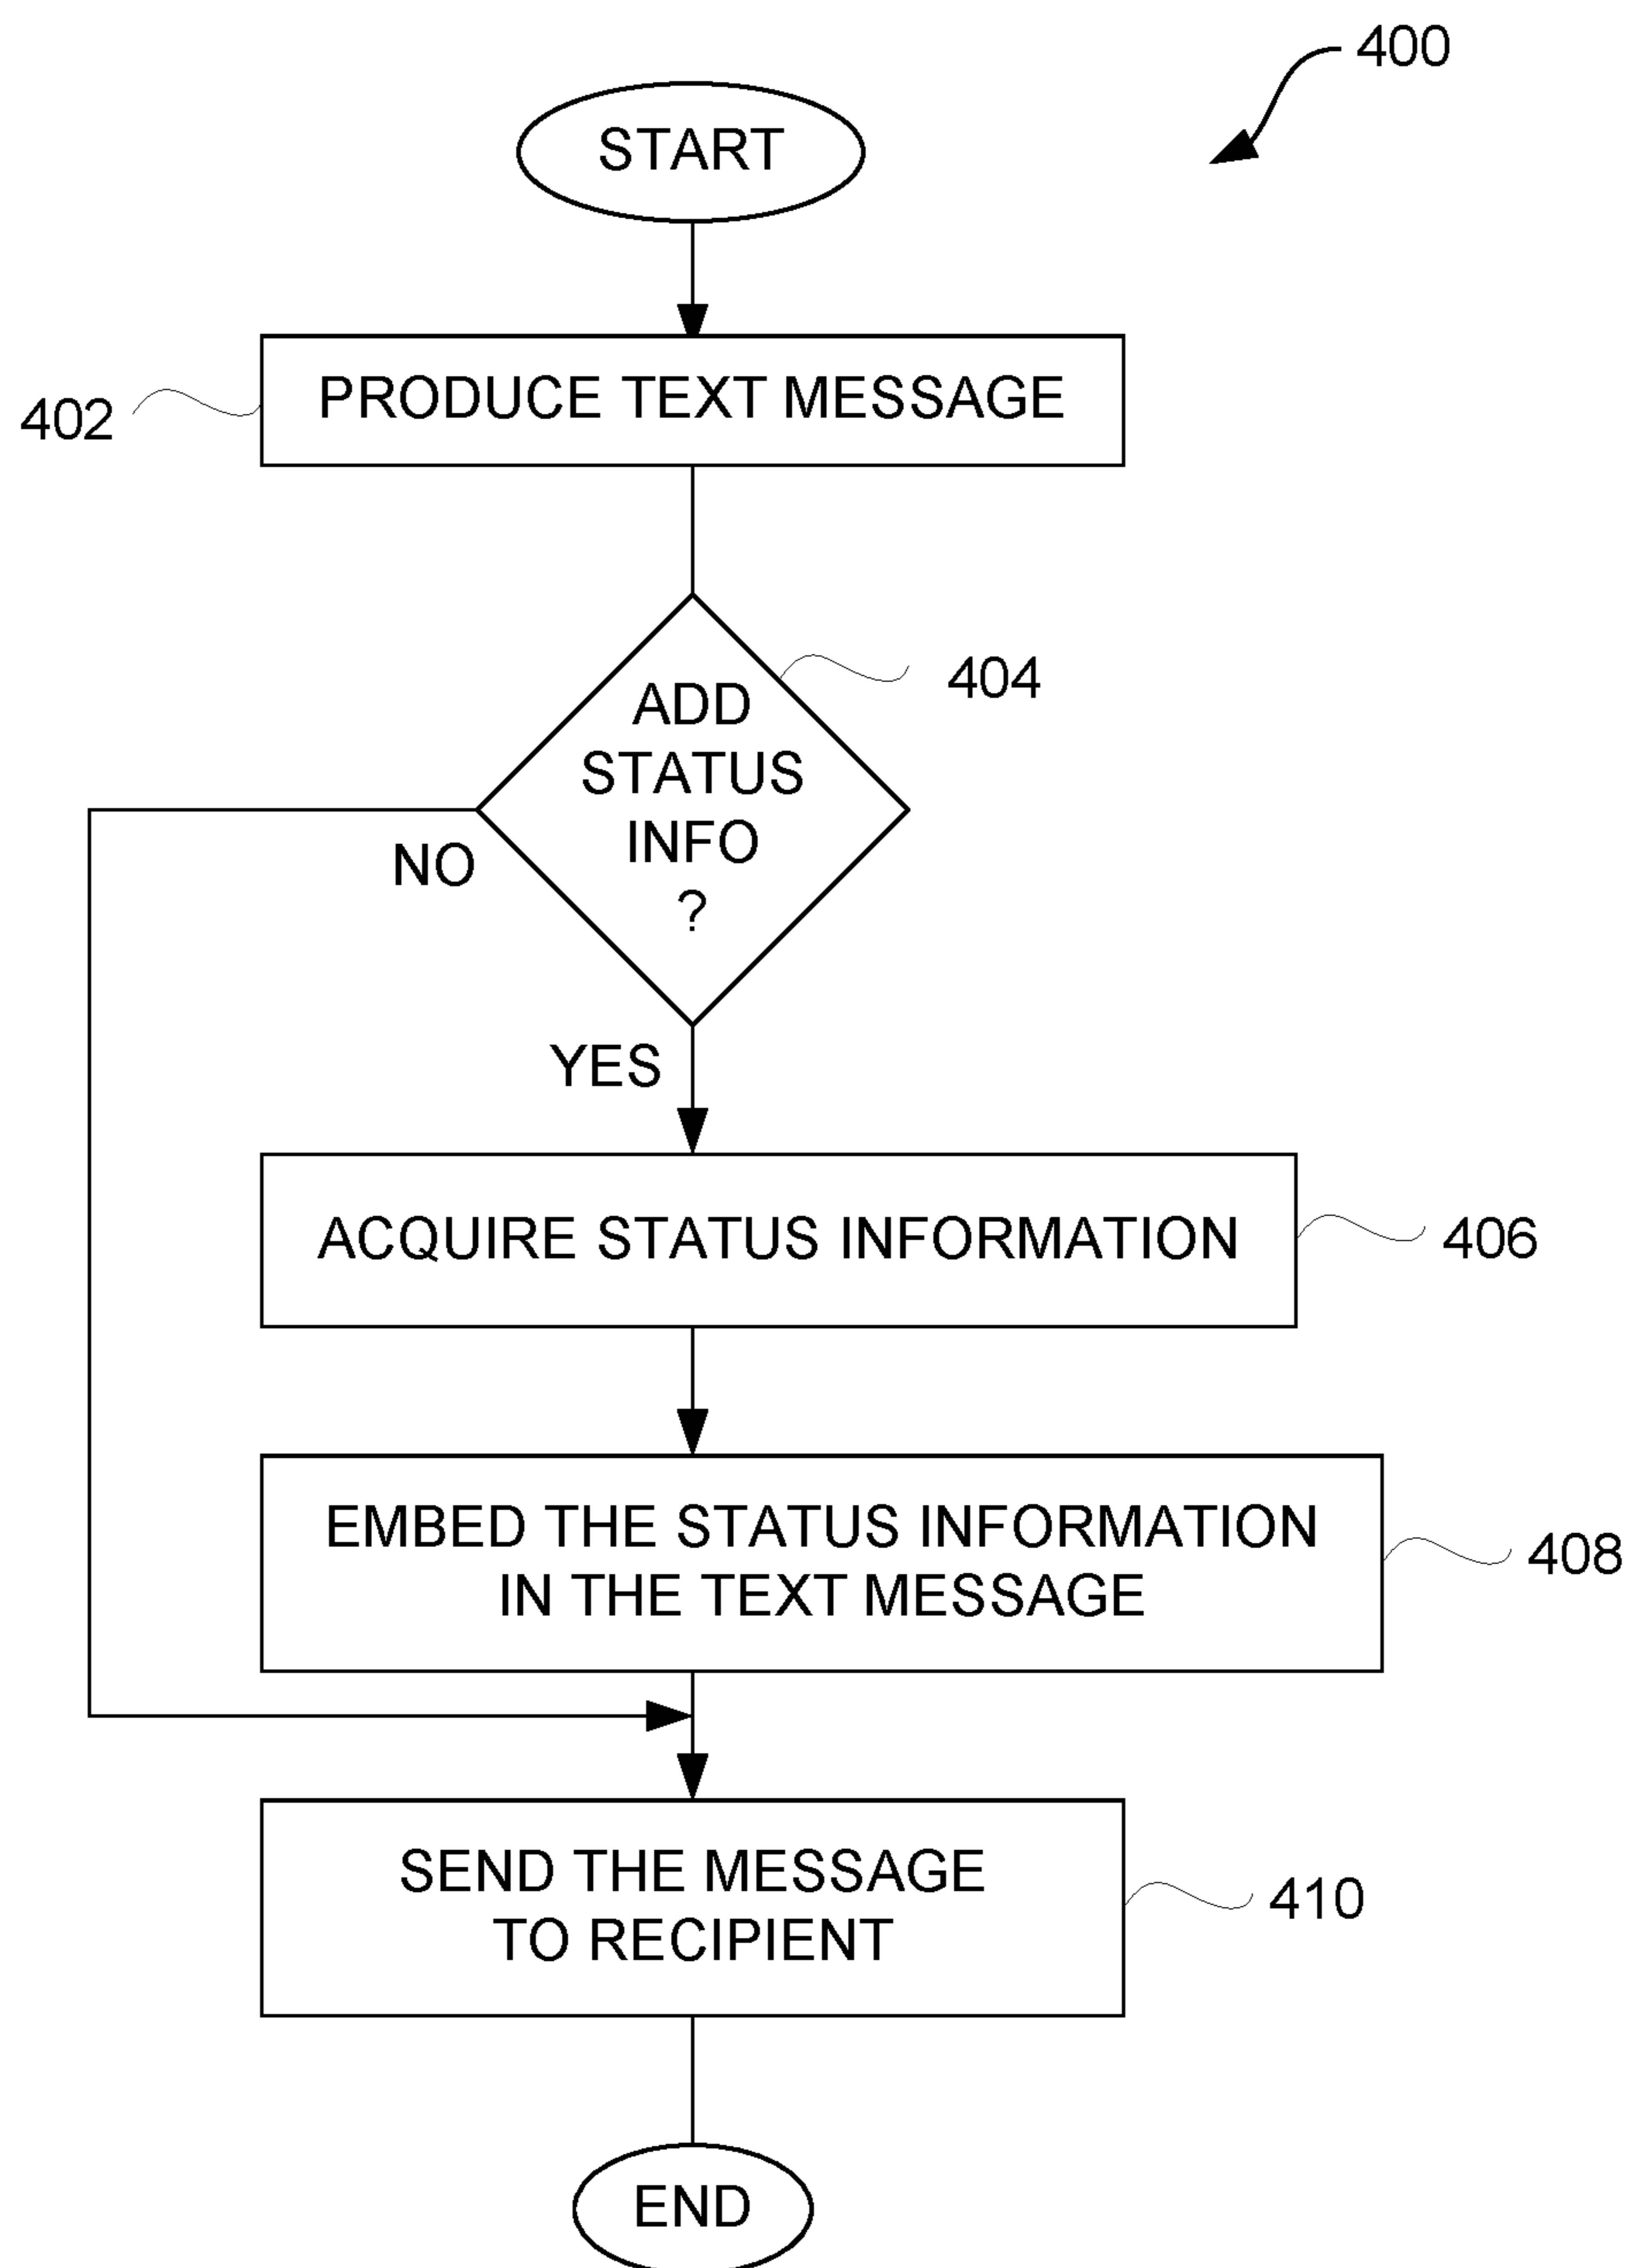 400
START
PRODUCE TEXT MESSAGE
402
404
ADD
STATUS
INFO
?
NO
YES
ACQUIRE STATUS INFORMATION
406
EMBED THE STATUS INFORMATION
IN THE TEXT MESSAGE
408
SEND THE MESSAGE
TO RECIPIENT
410
END